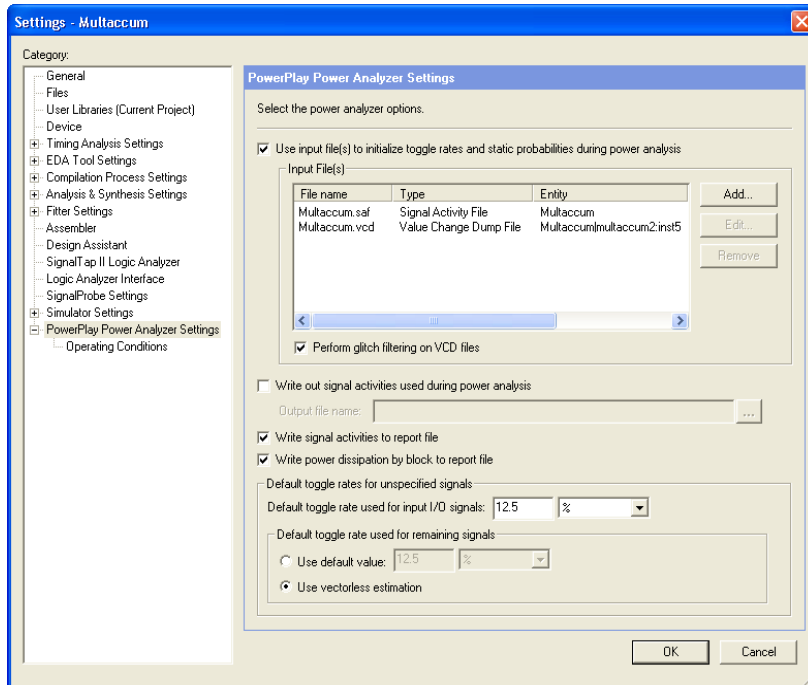 Settings - Multaccum
Category:
General
Files
User Libraries (Current Project)
Device
Timing Analysis Settings
EDA Tool Settings
Compilation Process Settings
Analysis & Synthesis Settings
Fitter Settings
Assembler
Design Assistant
SignalTap II Logic Analyzer
Logic Analyzer Interface
SignalProbe Settings
Simulator Settings
PowerPlay Power Analyzer Settings
Operating Conditions
PowerPlay Power Analyzer Settings
Select the power analyzer options.
Use input file(s) to initialize toggle rates and static probabilities during power analysis
Input File(s)
File name Type Entity
Multaccum.saf Signal Activity File Multaccum
Multaccum.vcd Value Change Dump File Multaccum|multaccum2:inst5
Add...
Edit...
Remove
Perform glitch filtering on VCD files
Write out signal activities used during power analysis
Output file name: ...
Write signal activities to report file
Write power dissipation by block to report file
Default toggle rates for unspecified signals
Default toggle rate used for input I/O signals: 12.5 %
Default toggle rate used for remaining signals
Use default value: 12.5 %
Use vectorless estimation
OK Cancel